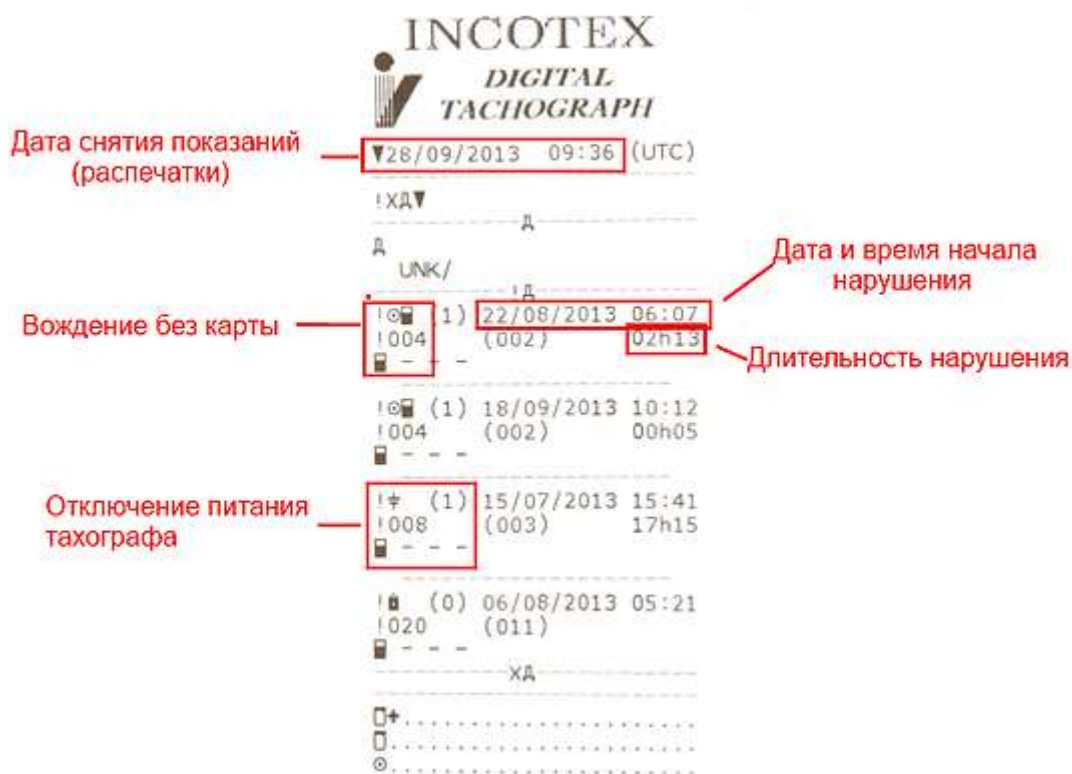 INCOTEX
DIGITAL
TACHOGRAPH
Дата снятия показаний
(распечатки)
▼28/09/2013 09:36 (UTC)
!ХД▼
Д
Д
UNK/
!Д
Дата и время начала
нарушения
Вождение без карты
!⊙ (1) 22/08/2013 06:07
!004 (002) 02h13
- - -
Длительность нарушения
!⊙ (1) 18/09/2013 10:12
!004 (002) 00h05
- - -
Отключение питания
тахографа
!⏚ (1) 15/07/2013 15:41
!008 (003) 17h15
- - -
! (0) 06/08/2013 05:21
!020 (011)
- - -
ХД
+......................
......................
⊙......................